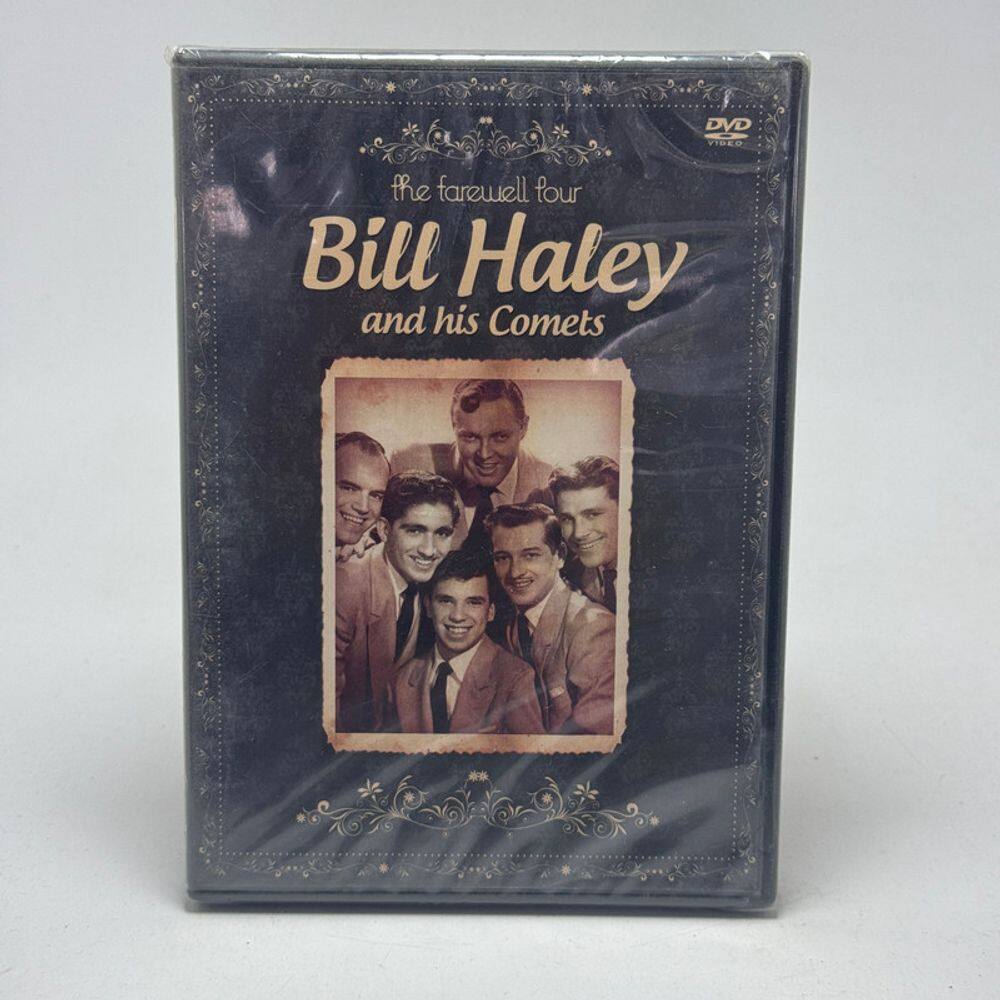 DVD
VIDEO
the farewell tour
Bill Haley
and his Comets